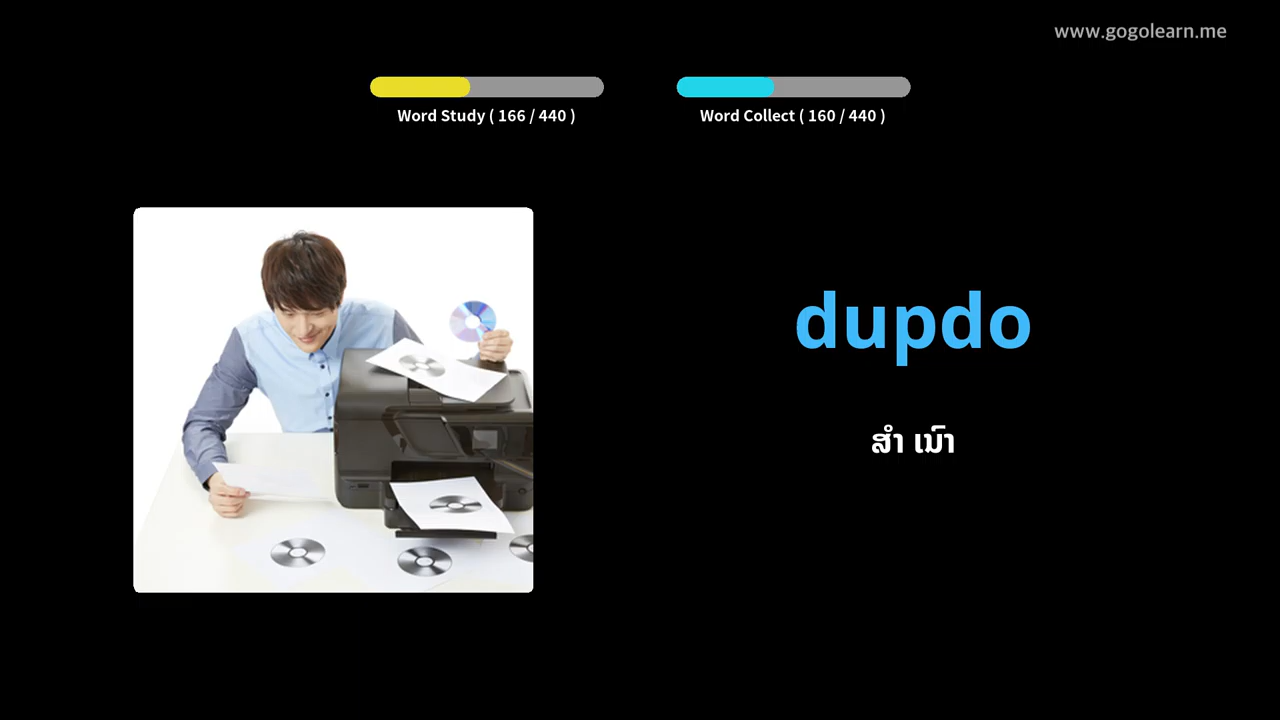 www.gogolearn.me
Word Study ( 166 / 440 )
Word Collect ( 160 / 440 )
dupdo
ສຳ ເນົາ